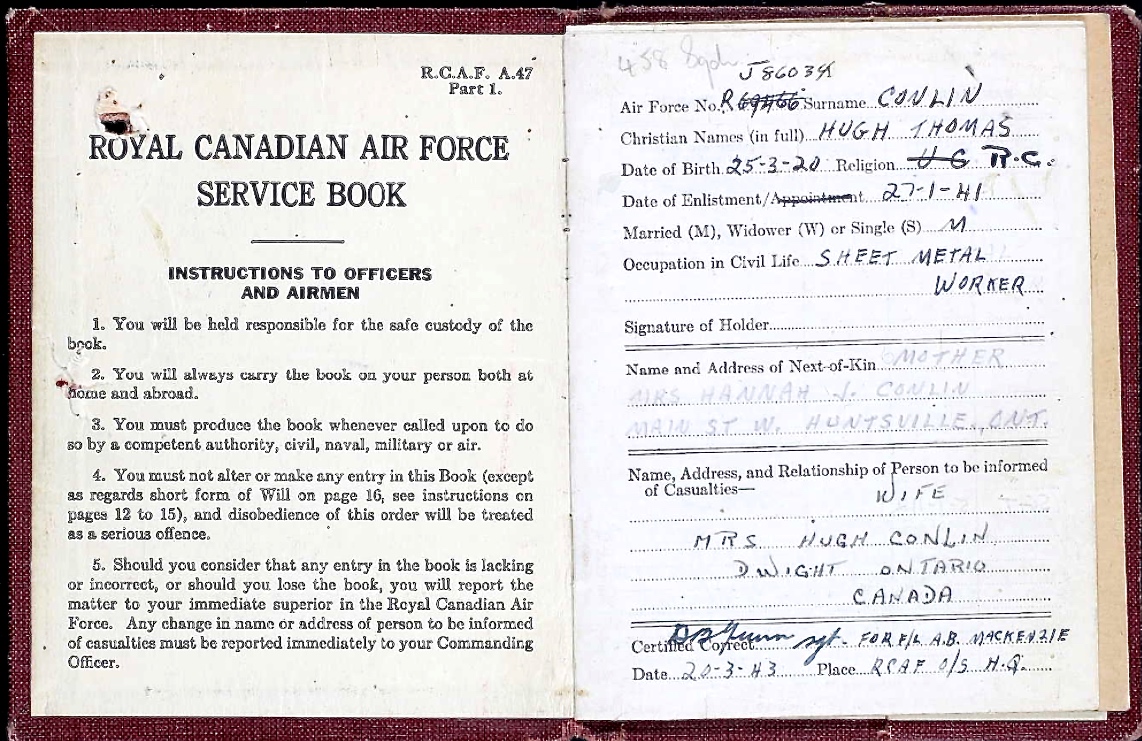 R.C.A.F. A.47
Part 1.
ROYAL CANADIAN AIR FORCE
SERVICE BOOK
INSTRUCTIONS TO OFFICERS
AND AIRMEN
1. You will be held responsible for the safe custody of the
book.
2. You will always carry the book on your person both at
home and abroad.
3. You must produce the book whenever called upon to do
so by a competent authority, civil, naval, military or air.
4. You must not alter or make any entry in this Book (except
as regards short form of Will on page 16, see instructions on
pages 12 to 15), and disobedience of this order will be treated
as a serious offence.
5. Should you consider that any entry in the book is lacking
or incorrect, or should you lose the book, you will report the
matter to your immediate superior in the Royal Canadian Air
Force. Any change in name or address of person to be informed
of casualties must be reported immediately to your Commanding
Officer.
458 Sqdn
J86034
Air Force No. Surname CONLIN
Christian Names (in full) HUGH THOMAS
Date of Birth 25-3-20 Religion UC R.C.
Date of Enlistment/Appointment 27-1-41
Married (M), Widower (W) or Single (S) M
Occupation in Civil Life SHEET METAL
WORKER
Signature of Holder
Name and Address of Next-of-Kin MOTHER
MRS HANNAH J. CONLIN
MAIN ST W. HUNTSVILLE, ONT.
Name, Address, and Relationship of Person to be informed
of Casualties—
WIFE
MRS HUGH CONLIN
DWIGHT ONTARIO
CANADA
Certified Correct sgt. FOR F/L A.B. MACKENZIE
Date 20-3-43 Place RCAF O/S H.Q.